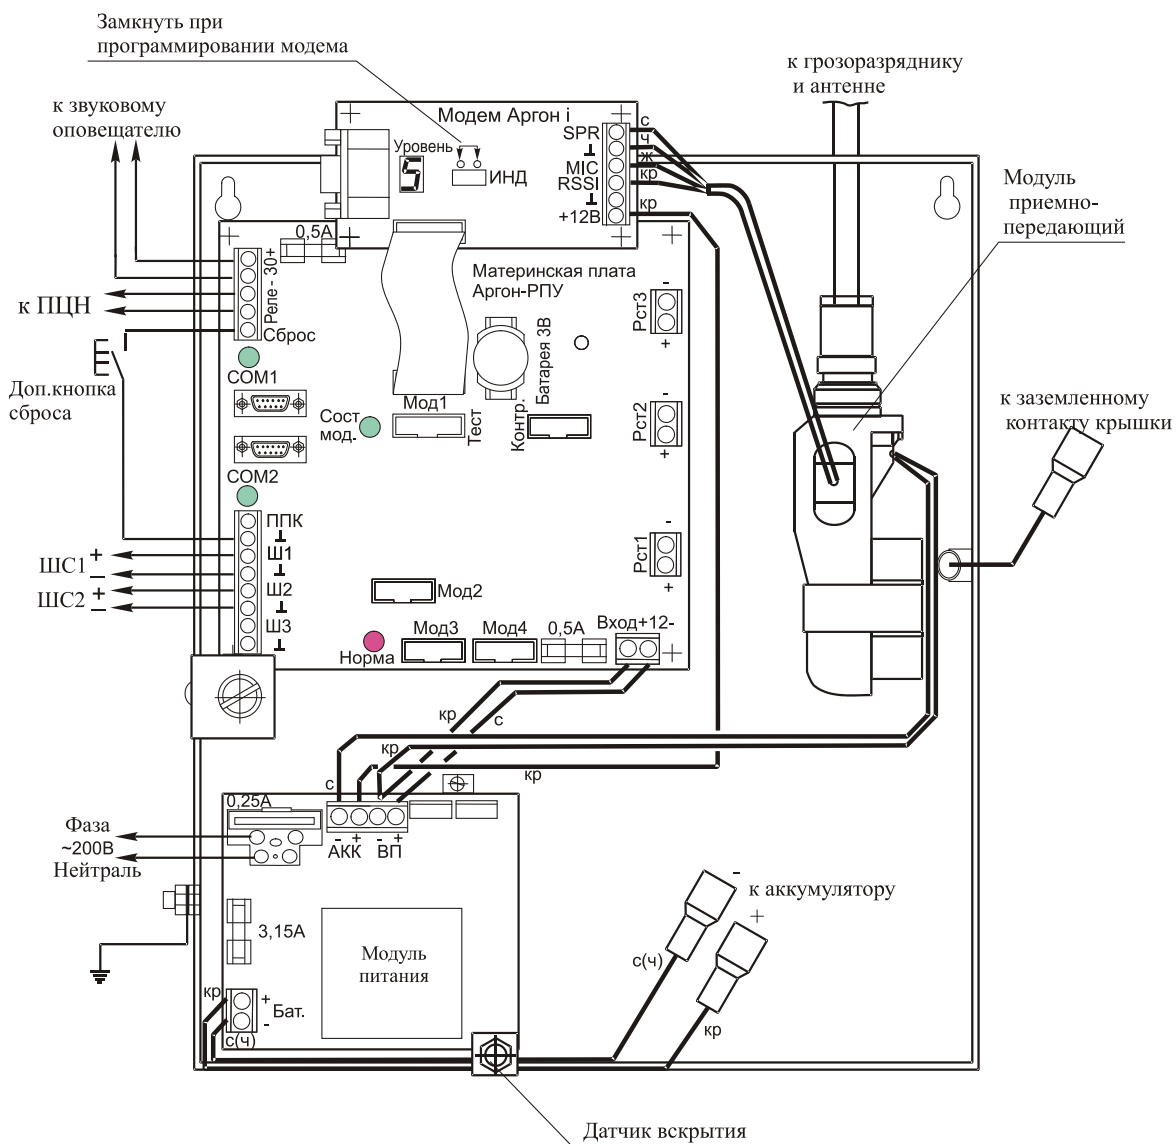 Замкнуть при
программировании модема
к звуковому
оповещателю
к грозоразряднику
и антенне
Модем Аргон i
Уровень
5
ИНД
SPR
⊥
MIC
RSSI
⊥
+12В
с
ч
ж
кр
кр
Модуль
приемно-
передающий
0,5А
Реле - 30+
к ПЦН
Сброс
Материнская плата
Аргон-РПУ
Батарея 3В
Рст3
-
+
Доп.кнопка
сброса
COM1
Сост
мод.
Мод1
Тест
Контр.
Рст2
-
+
к заземленному
контакту крышки
COM2
ППК
⊥
Ш1
⊥
Ш2
⊥
Ш3
⊥
ШС1 +
–
ШС2 +
–
Рст1
-
+
Мод2
Норма
Мод3
Мод4
0,5А
Вход+12-
кр
с
кр
с
кр
0,25А
- +
АКК
- +
ВП
Фаза
~200В
Нейтраль
3,15А
Модуль
питания
-
к аккумулятору
+
с(ч)
кр
кр
+
Бат.
-
с(ч)
Датчик вскрытия